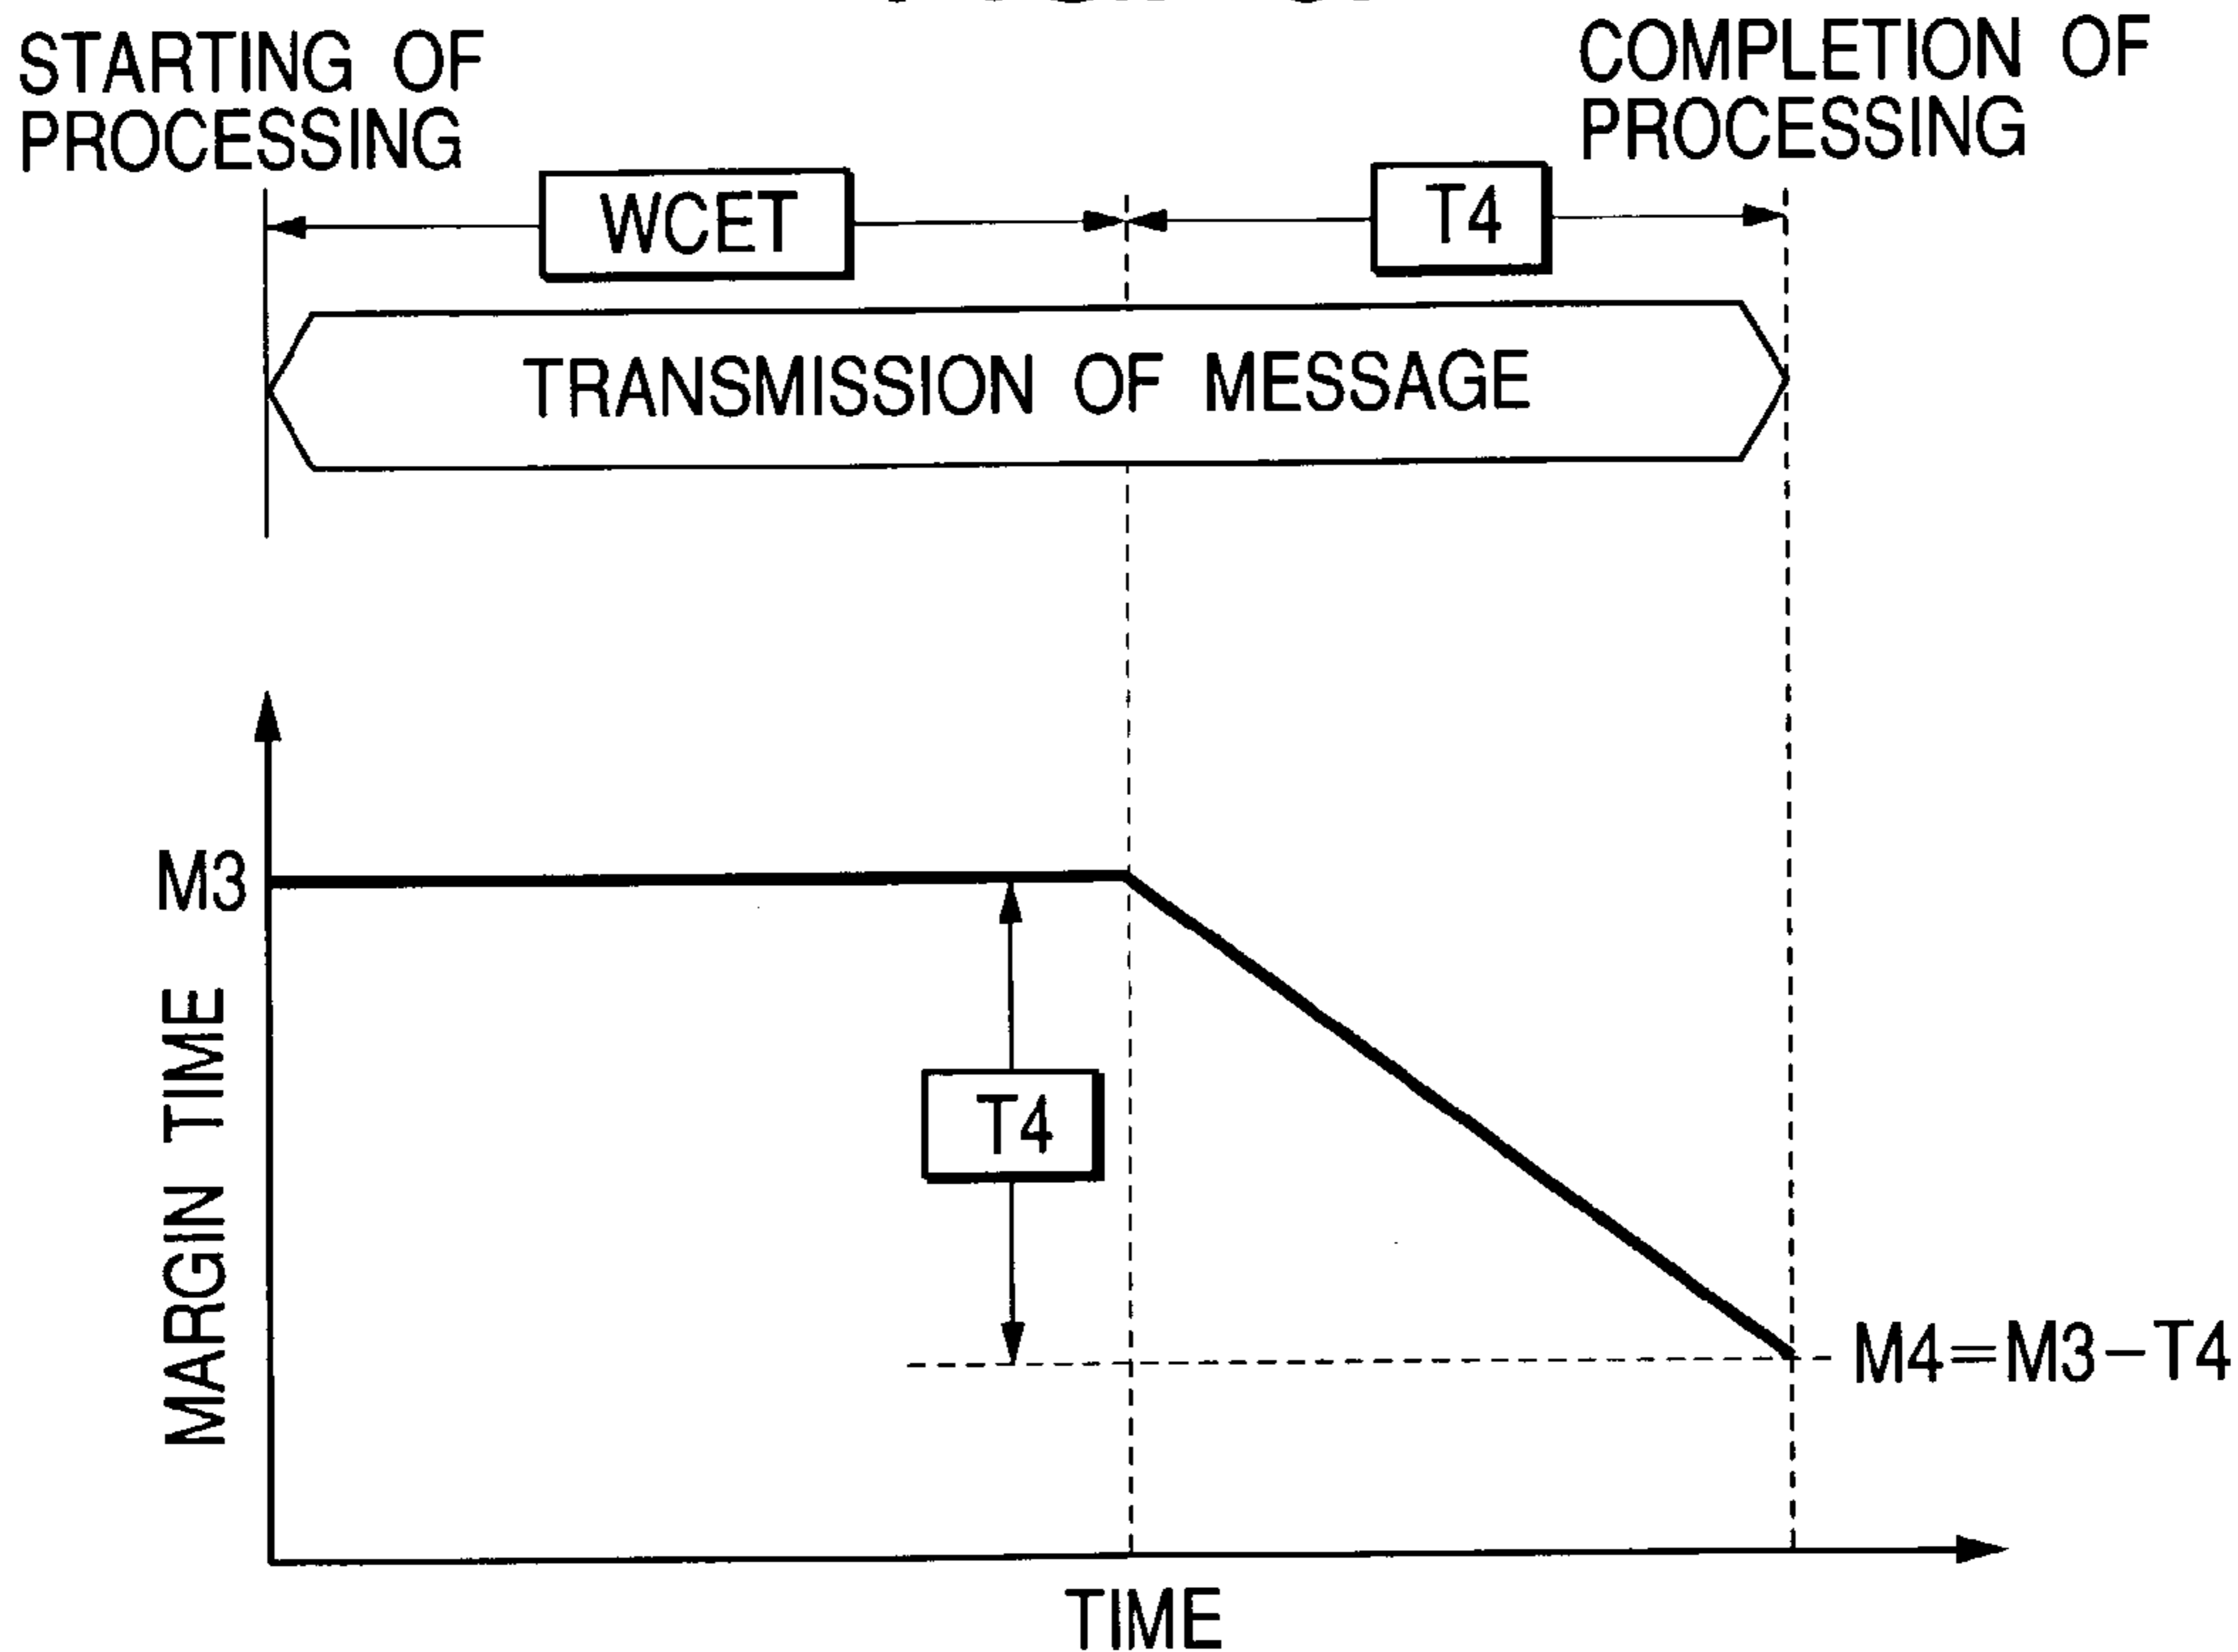 STARTING OF
PROCESSING
COMPLETION OF
PROCESSING
WCET
T4
TRANSMISSION OF MESSAGE
M3
MARGIN TIME
T4
M4=M3-T4
TIME